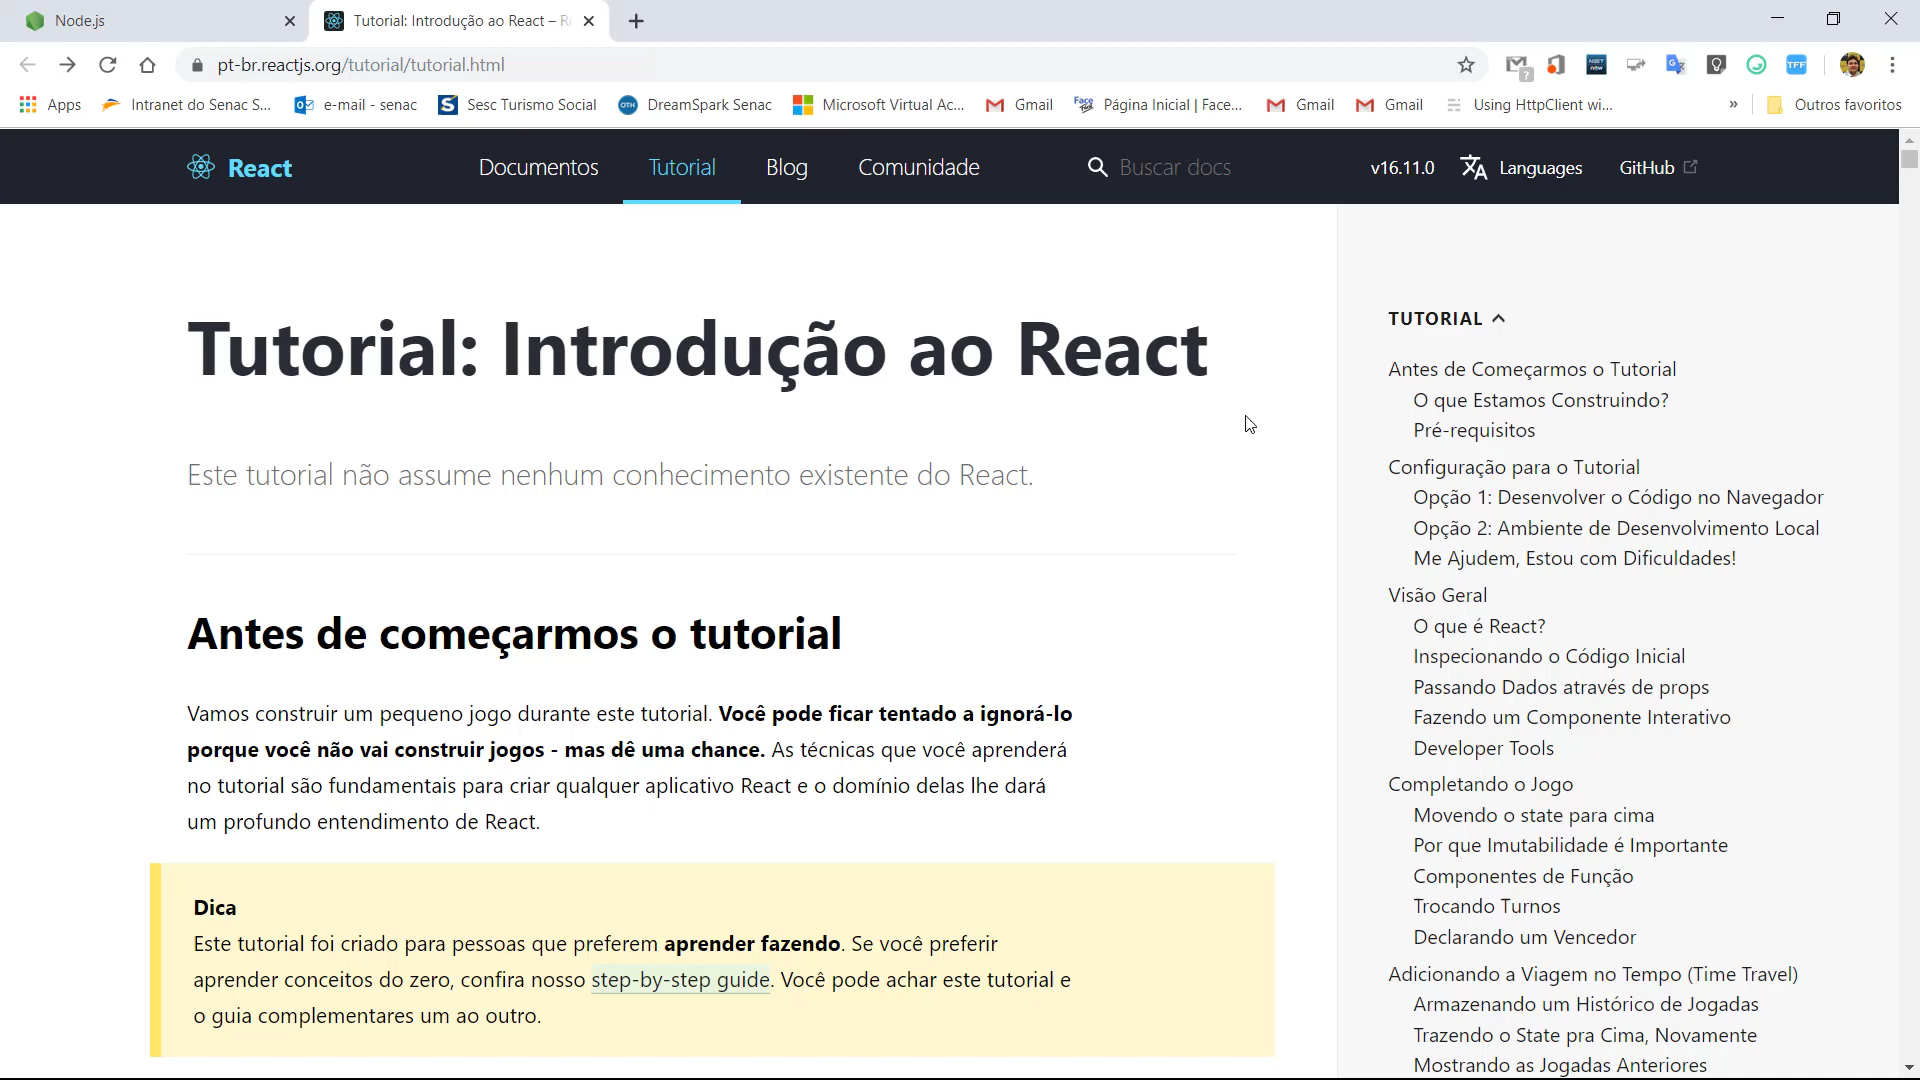 Node.js
Tutorial: Introdução ao React – R
pt-br.reactjs.org/tutorial/tutorial.html
Apps
Intranet do Senac S...
e-mail - senac
Sesc Turismo Social
DreamSpark Senac
Microsoft Virtual Ac...
Gmail
Página Inicial | Face...
Gmail
Gmail
Using HttpClient wi...
»
Outros favoritos
React
Documentos
Tutorial
Blog
Comunidade
Buscar docs
v16.11.0
Languages
GitHub
Tutorial: Introdução ao React
Este tutorial não assume nenhum conhecimento existente do React.
Antes de começarmos o tutorial
Vamos construir um pequeno jogo durante este tutorial. Você pode ficar tentado a ignorá-lo
porque você não vai construir jogos - mas dê uma chance. As técnicas que você aprenderá
no tutorial são fundamentais para criar qualquer aplicativo React e o domínio delas lhe dará
um profundo entendimento de React.
Dica
Este tutorial foi criado para pessoas que preferem aprender fazendo. Se você preferir
aprender conceitos do zero, confira nosso step-by-step guide. Você pode achar este tutorial e
o guia complementares um ao outro.
TUTORIAL
Antes de Começarmos o Tutorial
O que Estamos Construindo?
Pré-requisitos
Configuração para o Tutorial
Opção 1: Desenvolver o Código no Navegador
Opção 2: Ambiente de Desenvolvimento Local
Me Ajudem, Estou com Dificuldades!
Visão Geral
O que é React?
Inspecionando o Código Inicial
Passando Dados através de props
Fazendo um Componente Interativo
Developer Tools
Completando o Jogo
Movendo o state para cima
Por que Imutabilidade é Importante
Componentes de Função
Trocando Turnos
Declarando um Vencedor
Adicionando a Viagem no Tempo (Time Travel)
Armazenando um Histórico de Jogadas
Trazendo o State pra Cima, Novamente
Mostrando as Jogadas Anteriores